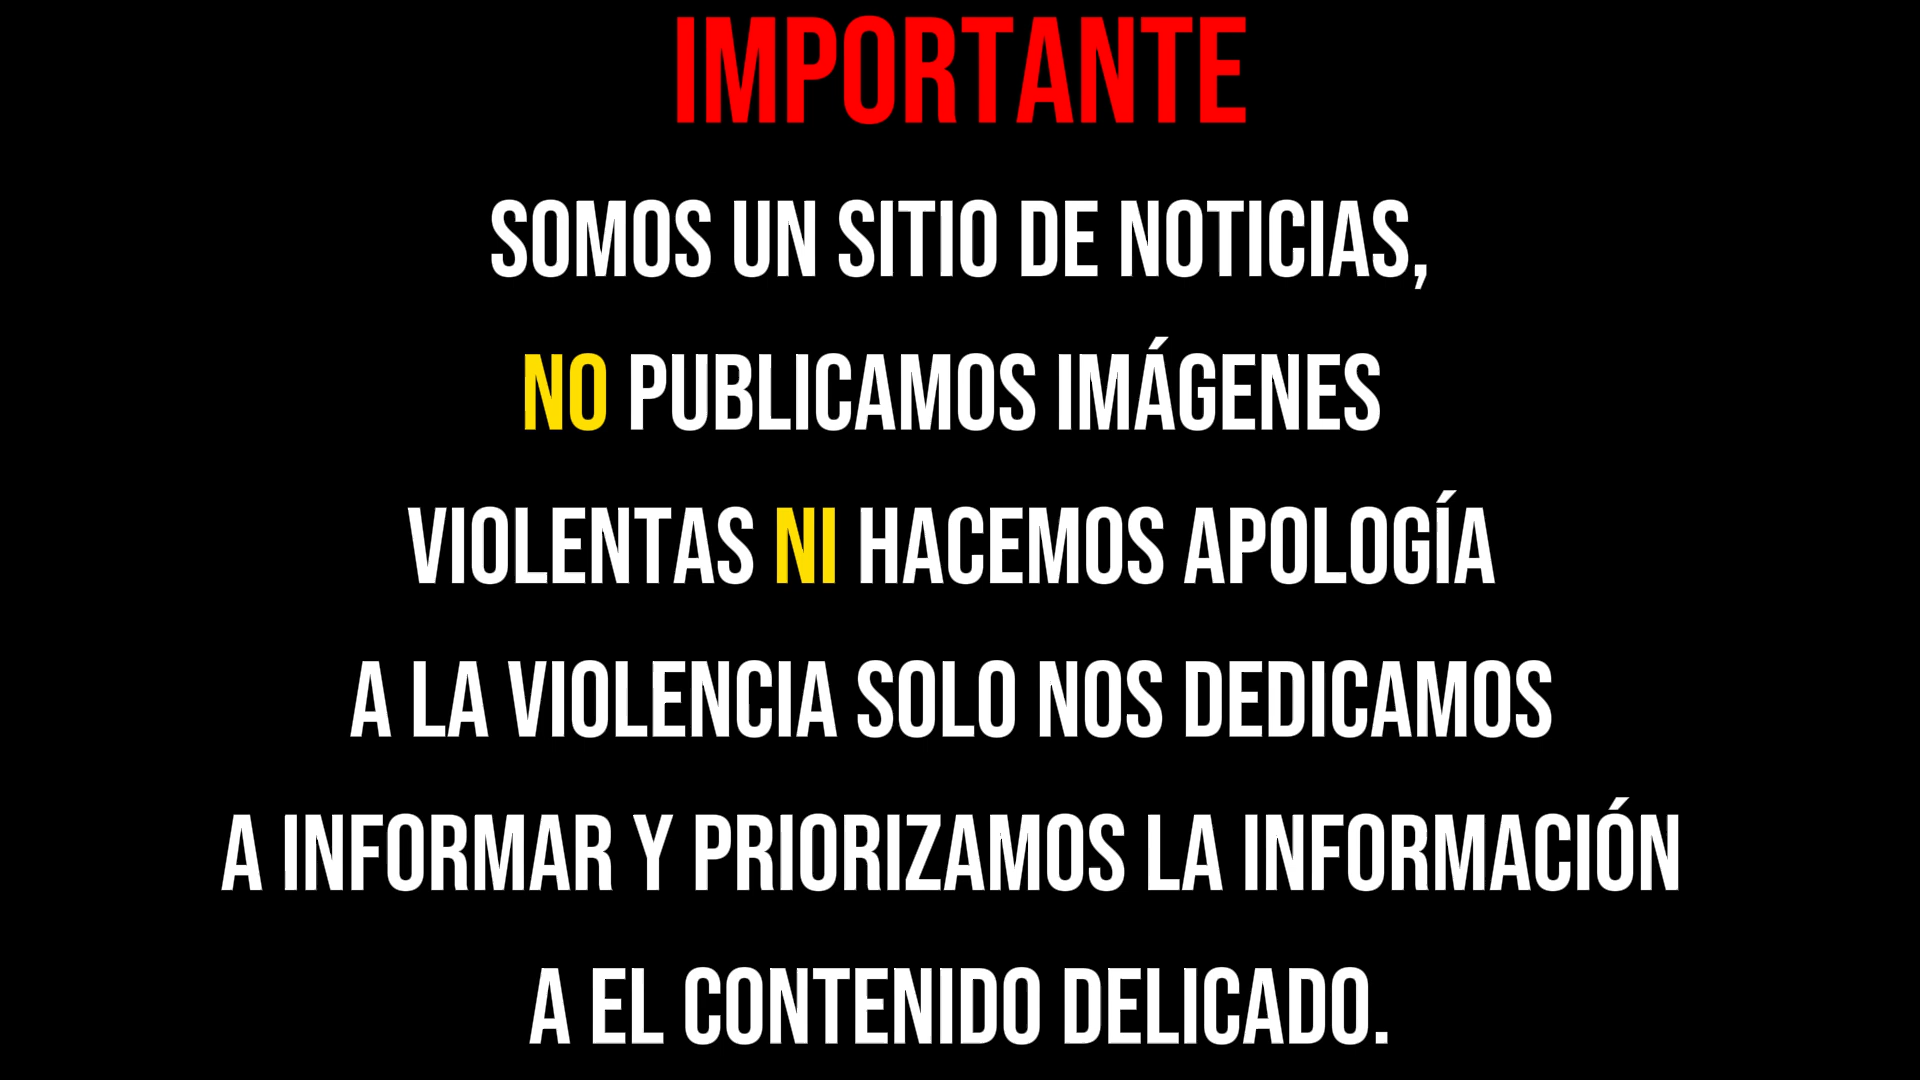 IMPORTANTE
SOMOS UN SITIO DE NOTICIAS,
NO PUBLICAMOS IMÁGENES
VIOLENTAS NI HACEMOS APOLOGÍA
A LA VIOLENCIA SOLO NOS DEDICAMOS
A INFORMAR Y PRIORIZAMOS LA INFORMACIÓN
A EL CONTENIDO DELICADO.